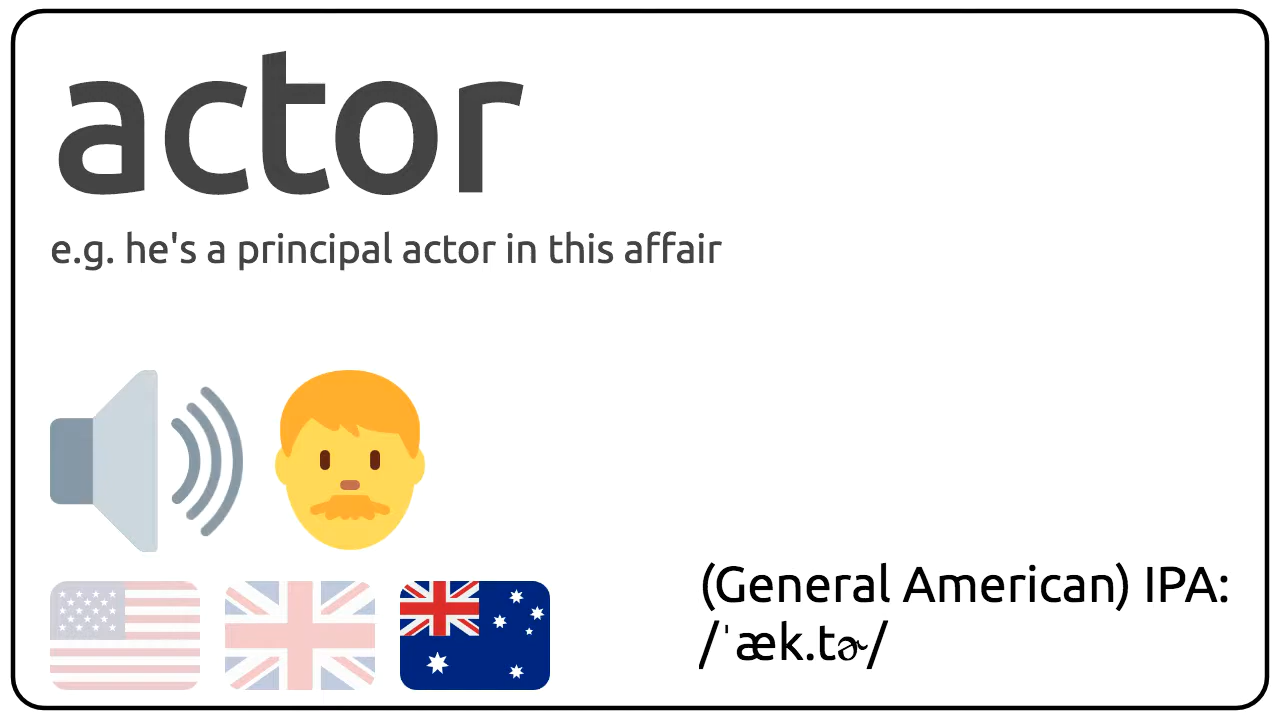 actor
e.g. he's a principal actor in this affair
(General American) IPA:
/ˈæk.tɚ/